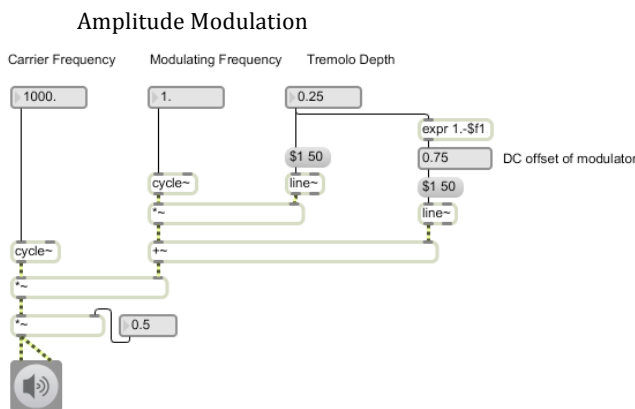 Amplitude Modulation
Carrier Frequency Modulating Frequency Tremolo Depth
1000. 1. 0.25
expr 1.-$f1
$1 50 0.75 DC offset of modulator
cycle~ line~ $1 50
*~ line~
cycle~ +~
*~
*~ 0.5